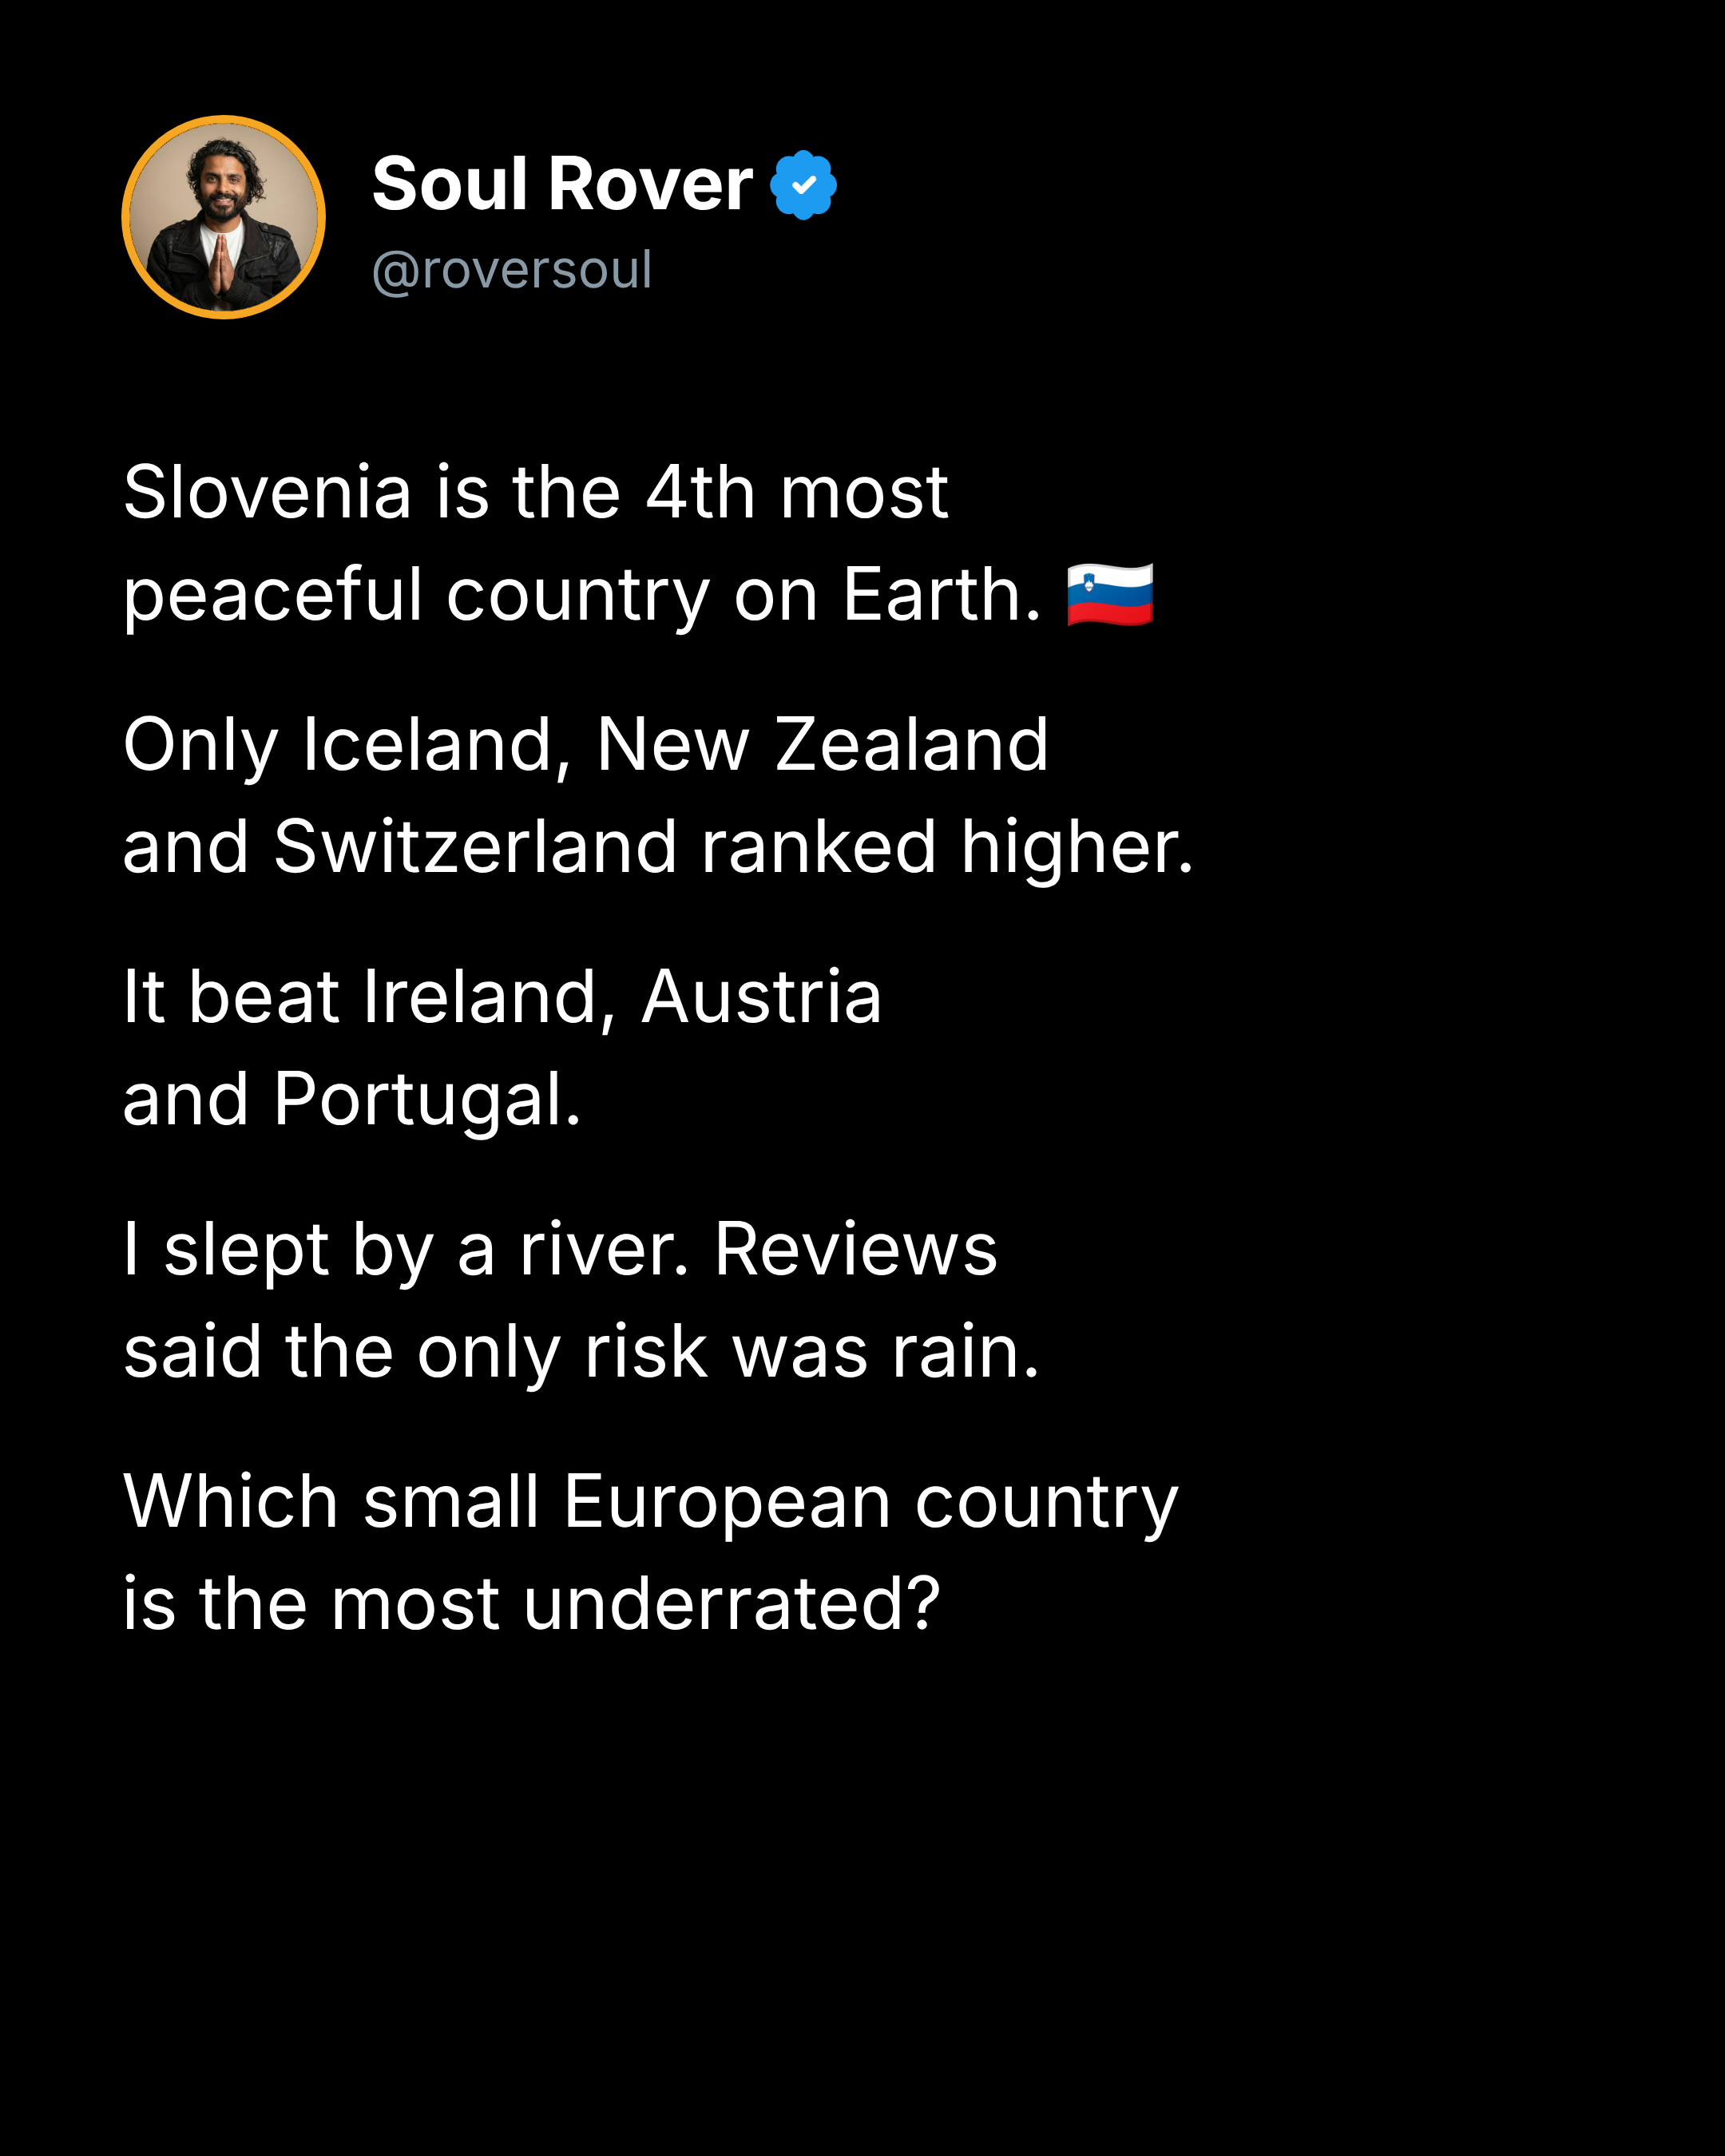 Soul Rover
@roversoul
Slovenia is the 4th most
peaceful country on Earth. 🇸🇮
Only Iceland, New Zealand
and Switzerland ranked higher.
It beat Ireland, Austria
and Portugal.
I slept by a river. Reviews
said the only risk was rain.
Which small European country
is the most underrated?